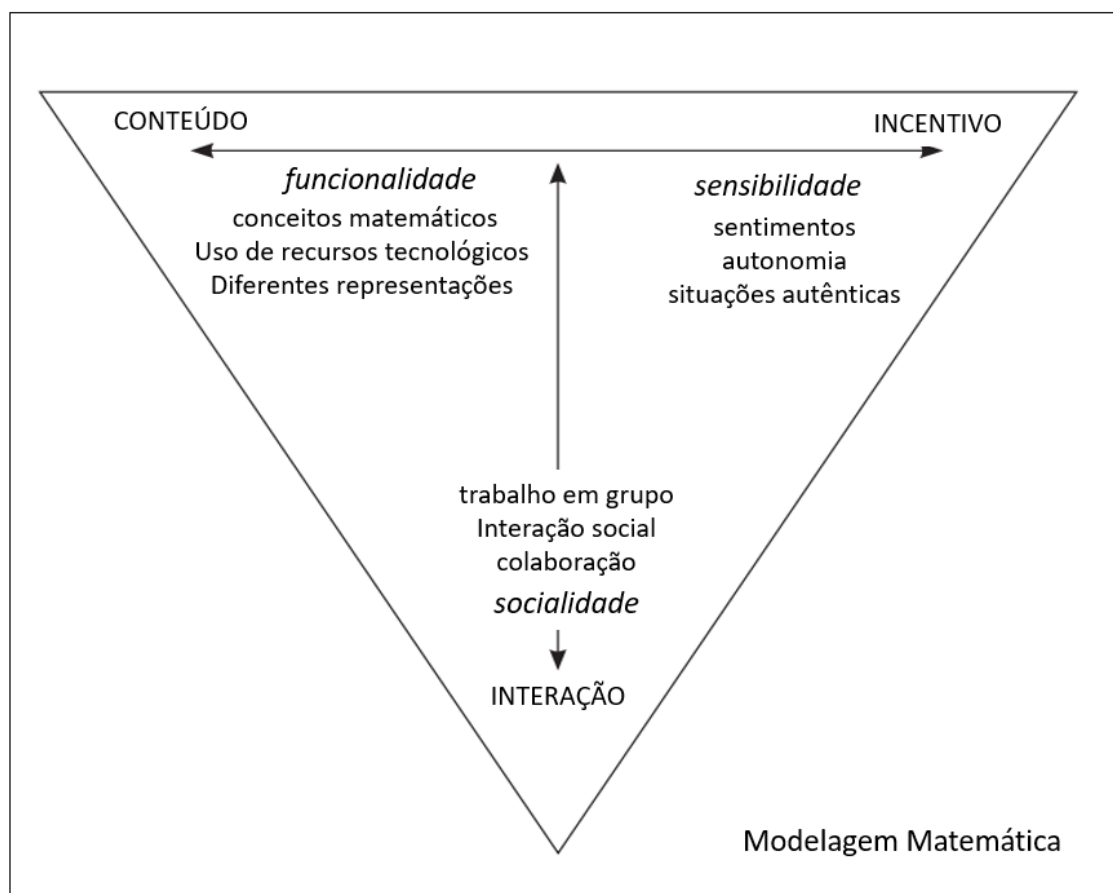 CONTEÚDO
INCENTIVO
funcionalidade
conceitos matemáticos
Uso de recursos tecnológicos
Diferentes representações
sensibilidade
sentimentos
autonomia
situações autênticas
trabalho em grupo
Interação social
colaboração
socialidade
INTERAÇÃO
Modelagem Matemática